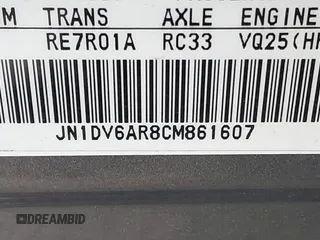 M TRANS AXLE ENGINE
RE7R01A RC33 VQ25(H
JN1DV6AR8CM861607
DREAMBID